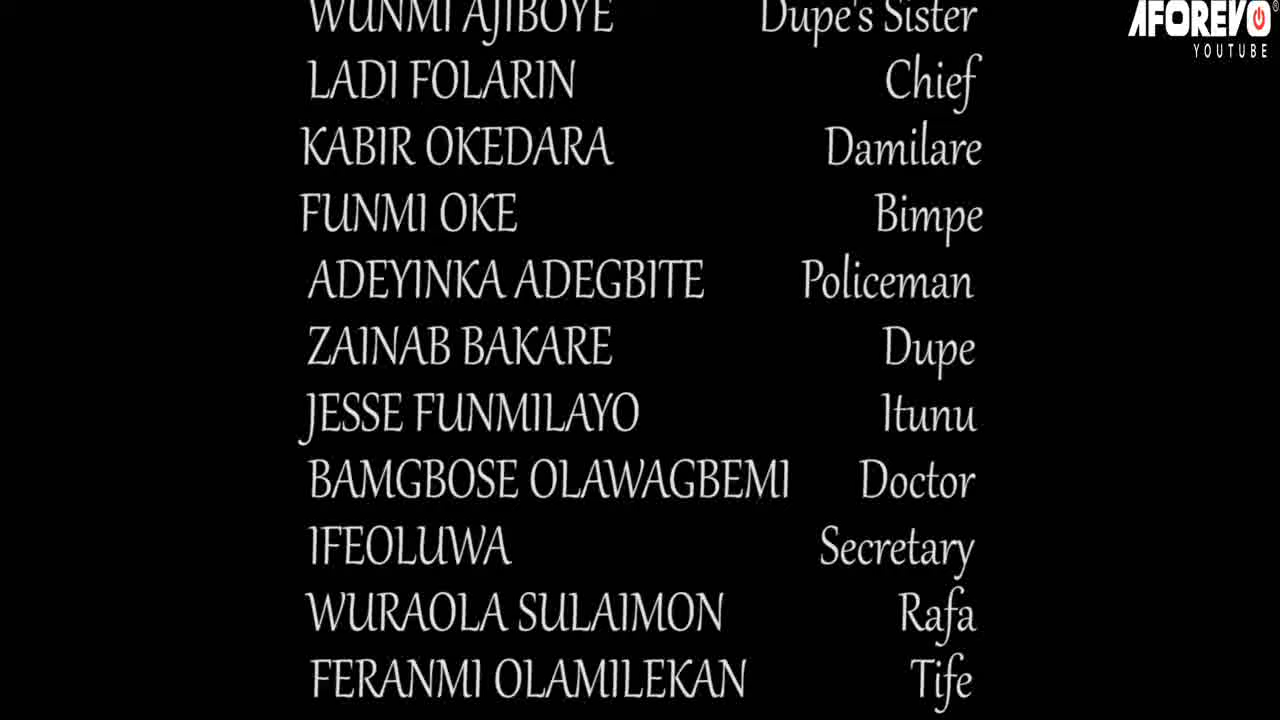 WUNMI AJIBOYE Dupe's Sister
AFOREVO
YOUTUBE
LADI FOLARIN Chief
KABIR OKEDARA Damilare
FUNMI OKE Bimpe
ADEYINKA ADEGBITE Policeman
ZAINAB BAKARE Dupe
JESSE FUNMILAYO Itunu
BAMGBOSE OLAWAGBEMI Doctor
IFEOLUWA Secretary
WURAOLA SULAIMON Rafa
FERANMI OLAMILEKAN Tife